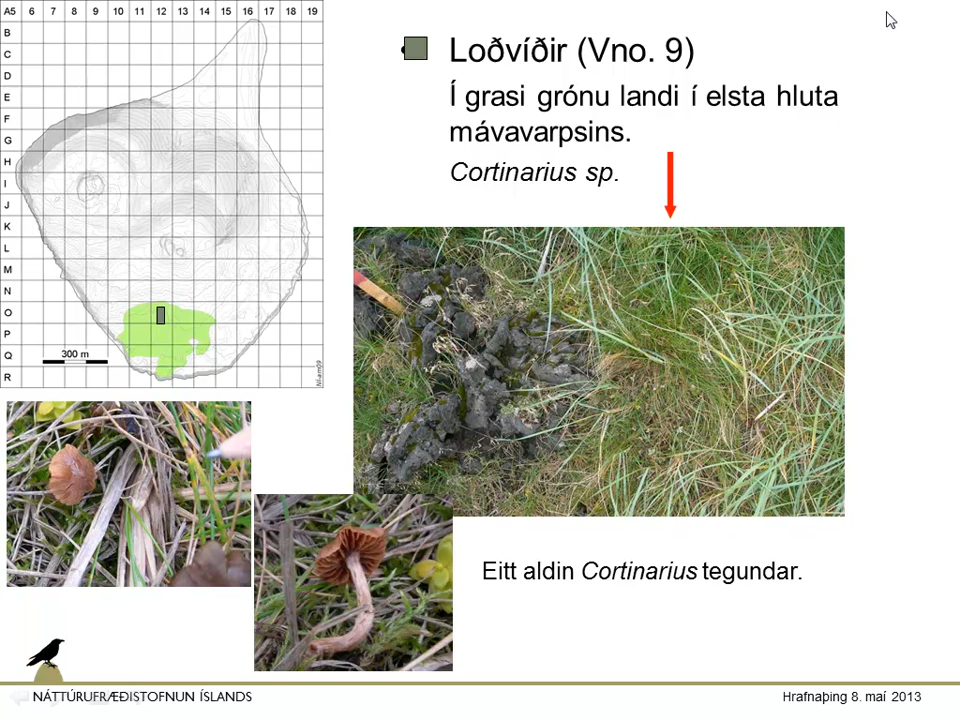 A5 6 7 8 9 10 11 12 13 14 15 16 17 18 19
B
C
D
E
F
G
H
I
J
K
L
M
N
O
P
Q
R
300 m
• Loðvíðir (Vno. 9)
Í grasi grónu landi í elsta hluta
mávavarpsins.
Cortinarius sp.
Eitt aldin Cortinarius tegundar.
NÁTTÚRUFRÆÐISTOFNUN ÍSLANDS
Hrafnaþing 8. maí 2013